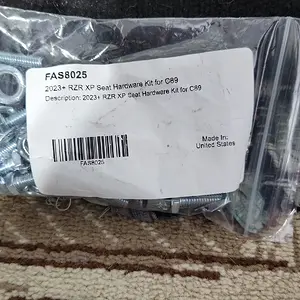 FAS8025
2023+ RZR XP Seat Hardware Kit for C89
Description: 2023+ RZR XP Seat Hardware Kit for C89
Made In:
United States
FAS8025